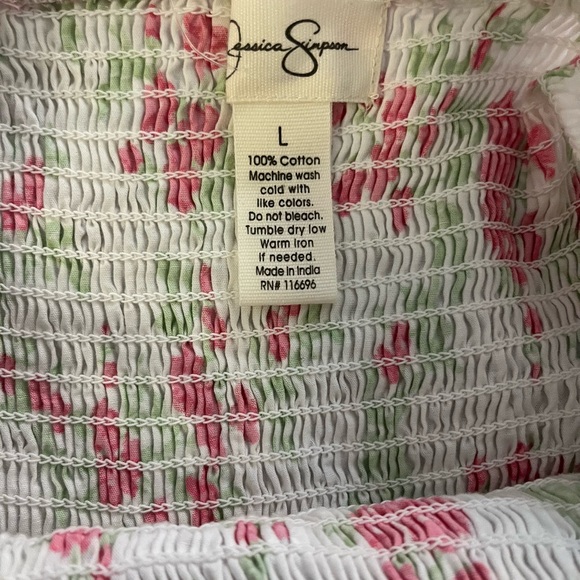 Jessica Simpson
L
100% Cotton
Machine wash
cold with
like colors.
Do not bleach.
Tumble dry low
Warm Iron
if needed.
Made in India
RN# 116696